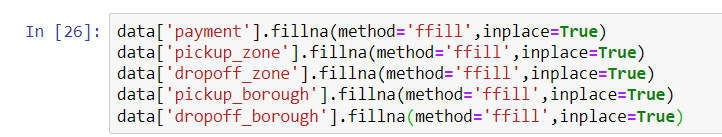 In [26]: data['payment'].fillna(method='ffill',inplace=True)
data['pickup_zone'].fillna(method='ffill',inplace=True)
data['dropoff_zone'].fillna(method='ffill',inplace=True)
data['pickup_borough'].fillna(method='ffill',inplace=True)
data['dropoff_borough'].fillna(method='ffill',inplace=True)